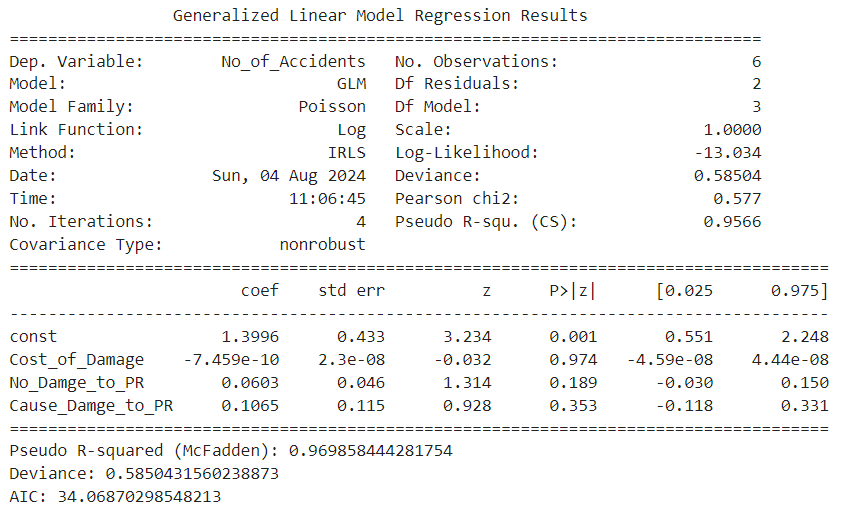 Generalized Linear Model Regression Results
==============================================================================
Dep. Variable: No_of_Accidents No. Observations: 6
Model: GLM Df Residuals: 2
Model Family: Poisson Df Model: 3
Link Function: Log Scale: 1.0000
Method: IRLS Log-Likelihood: -13.034
Date: Sun, 04 Aug 2024 Deviance: 0.58504
Time: 11:06:45 Pearson chi2: 0.577
No. Iterations: 4 Pseudo R-squ. (CS): 0.9566
Covariance Type: nonrobust
=====================================================================================
coef std err z P>|z| [0.025 0.975]
-------------------------------------------------------------------------------------
const 1.3996 0.433 3.234 0.001 0.551 2.248
Cost_of_Damage -7.459e-10 2.3e-08 -0.032 0.974 -4.59e-08 4.44e-08
No_Damge_to_PR 0.0603 0.046 1.314 0.189 -0.030 0.150
Cause_Damge_to_PR 0.1065 0.115 0.928 0.353 -0.118 0.331
=====================================================================================
Pseudo R-squared (McFadden): 0.969858444281754
Deviance: 0.5850431560238873
AIC: 34.06870298548213